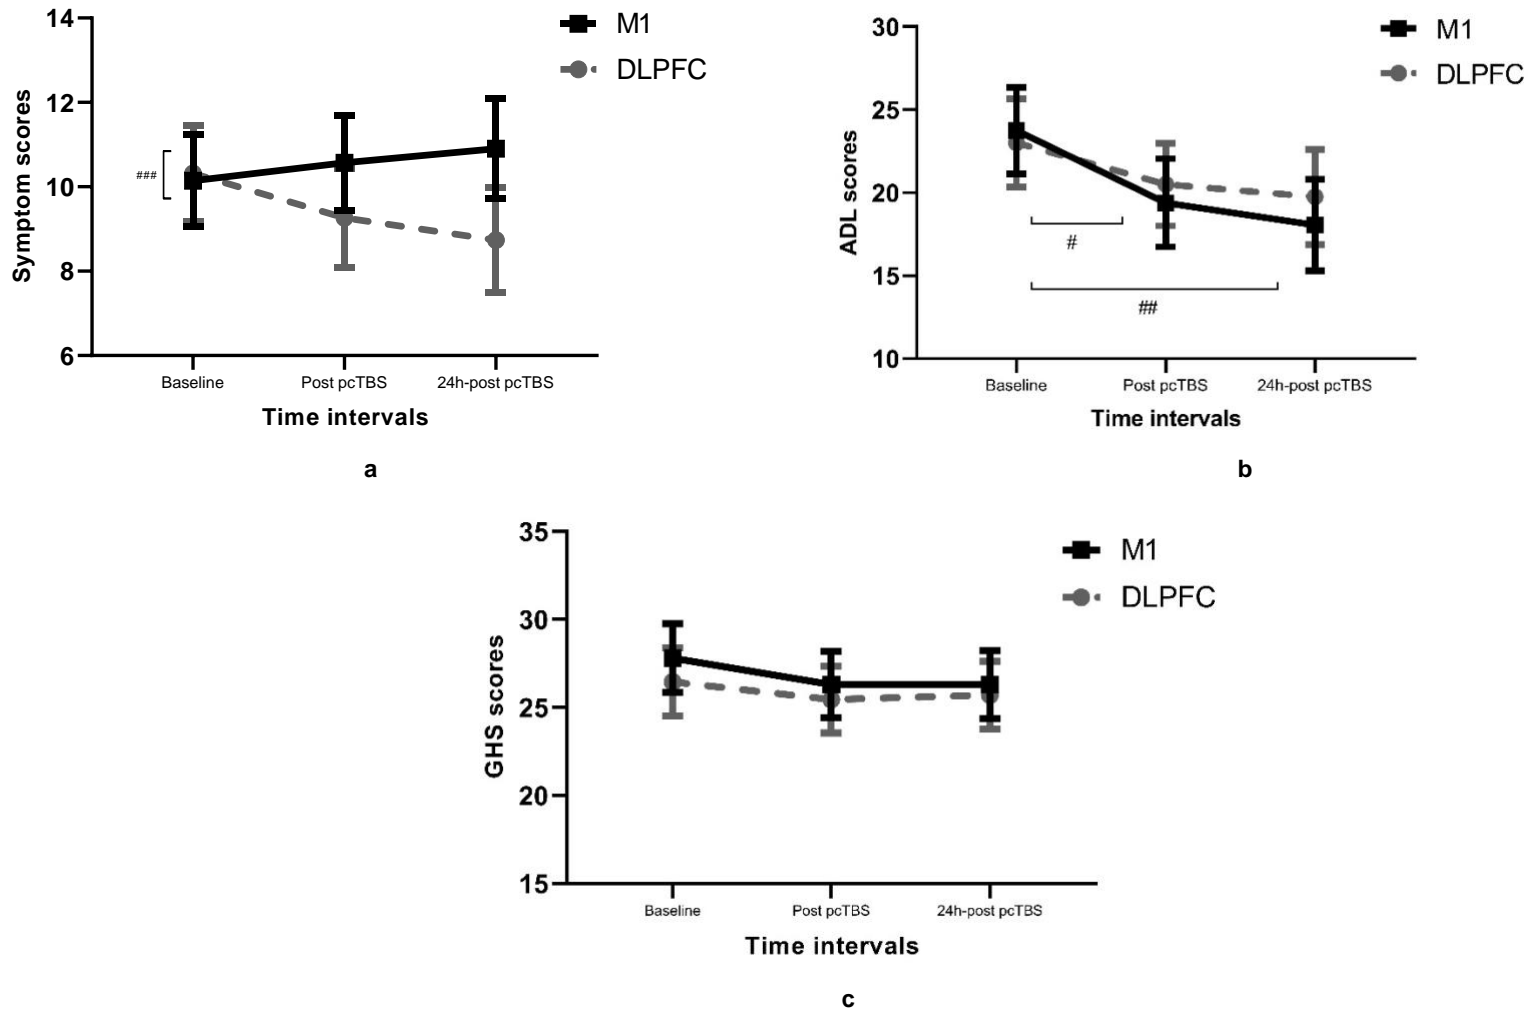 14
12
10
8
6
Symptom scores
###
M1
DLPFC
Baseline Post pcTBS 24h-post pcTBS
Time intervals
a
30
25
20
15
10
ADL scores
M1
DLPFC
#
##
Baseline Post pcTBS 24h-post pcTBS
Time intervals
b
35
30
25
20
15
GHS scores
M1
DLPFC
Baseline Post pcTBS 24h-post pcTBS
Time intervals
c